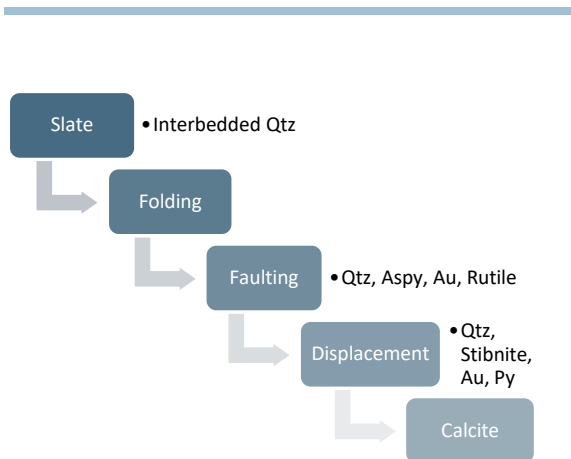 Slate
•Interbedded Qtz
Folding
Faulting
•Qtz, Aspy, Au, Rutile
Displacement
•Qtz,
Stibnite,
Au, Py
Calcite